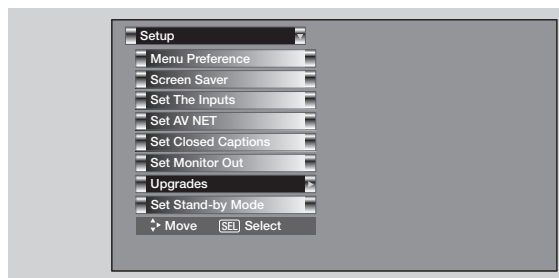 Setup
Menu Preference
Screen Saver
Set The Inputs
Set AV NET
Set Closed Captions
Set Monitor Out
Upgrades
Set Stand-by Mode
Move SEL Select